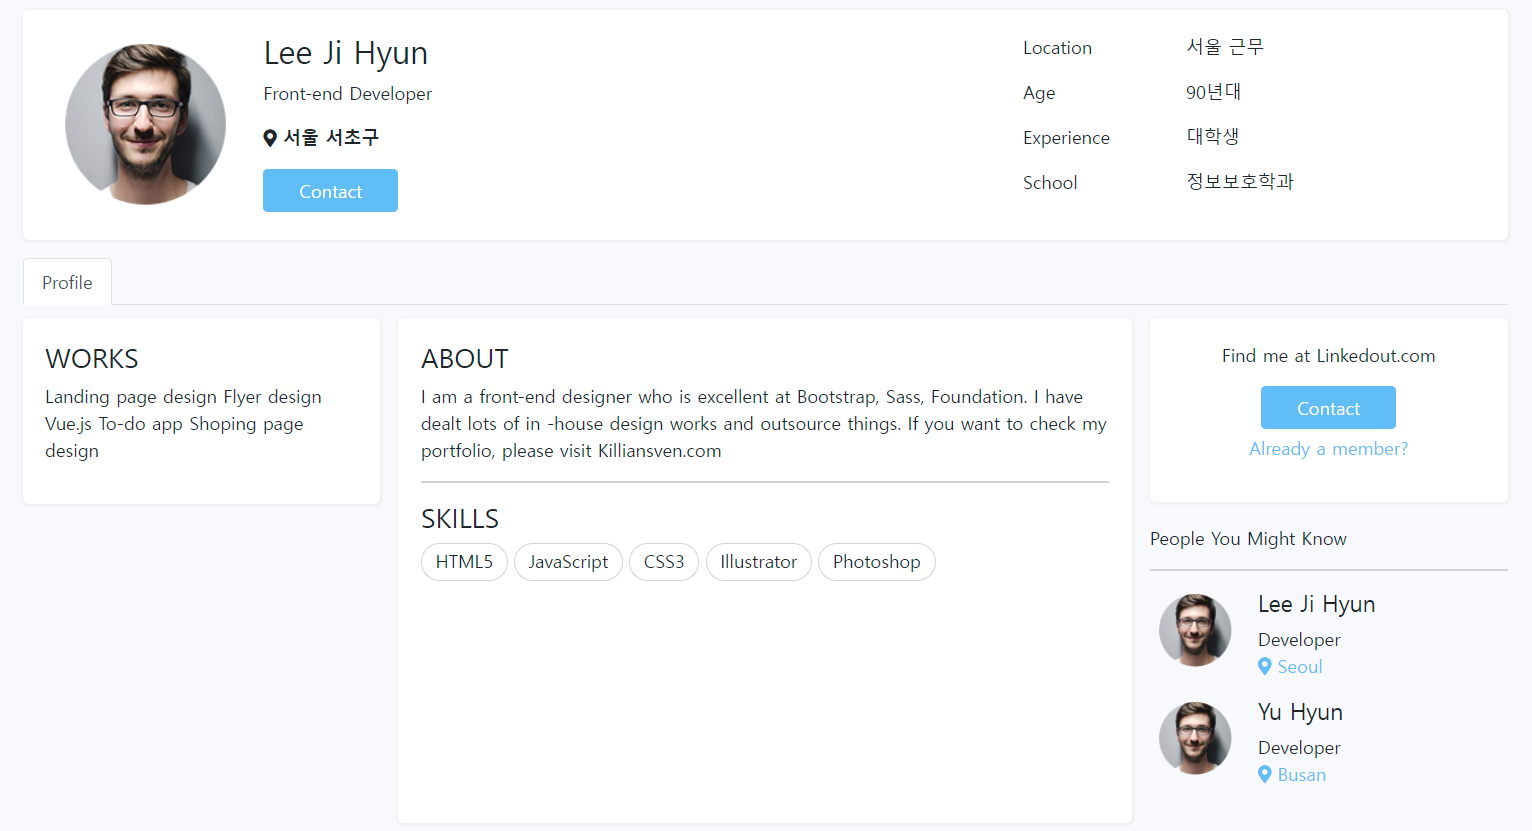 Lee Ji Hyun
Front-end Developer
서울 서초구
Contact
Location 서울 근무
Age 90년대
Experience 대학생
School 정보보호학과
Profile
WORKS
Landing page design Flyer design
Vue.js To-do app Shoping page
design
ABOUT
I am a front-end designer who is excellent at Bootstrap, Sass, Foundation. I have
dealt lots of in -house design works and outsource things. If you want to check my
portfolio, please visit Killiansven.com
SKILLS
HTML5 JavaScript CSS3 Illustrator Photoshop
Find me at Linkedout.com
Contact
Already a member?
People You Might Know
Lee Ji Hyun
Developer
Seoul
Yu Hyun
Developer
Busan